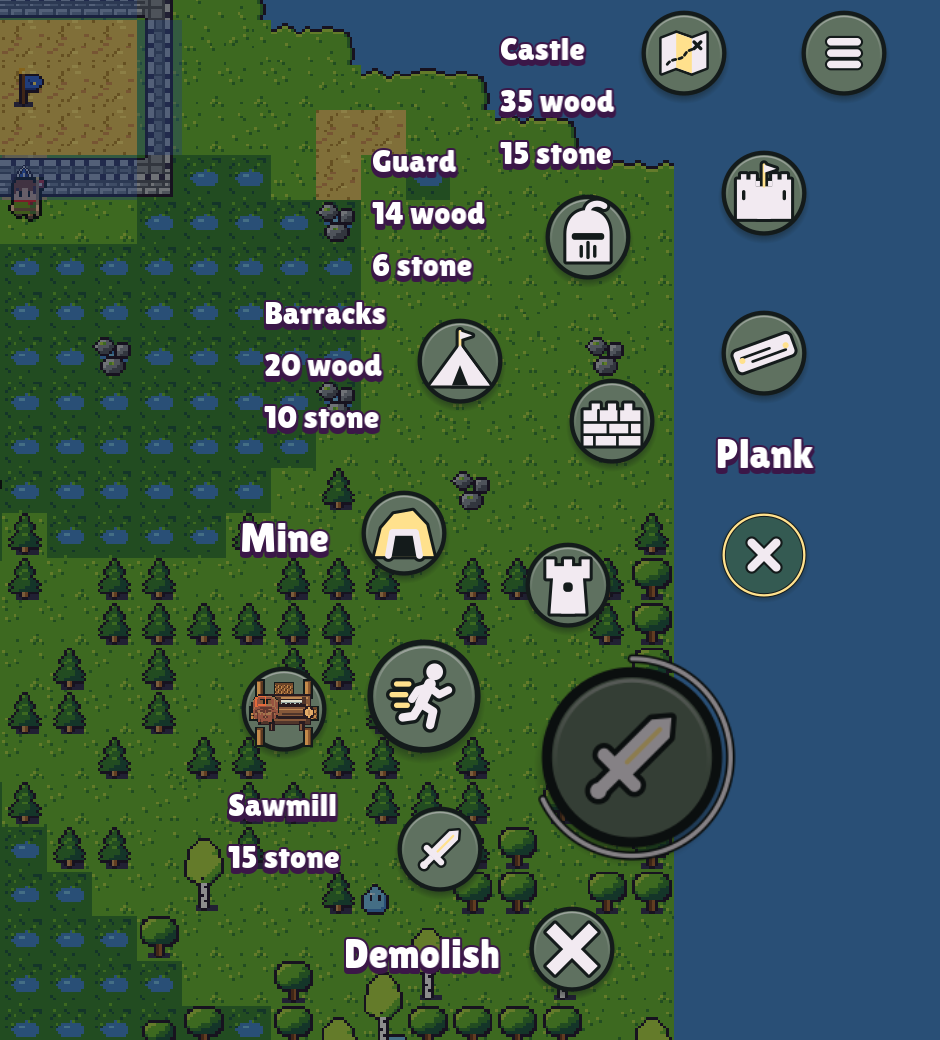 Castle
35 wood
15 stone
Guard
14 wood
6 stone
Barracks
20 wood
10 stone
Plank
Mine
Sawmill
15 stone
Demolish